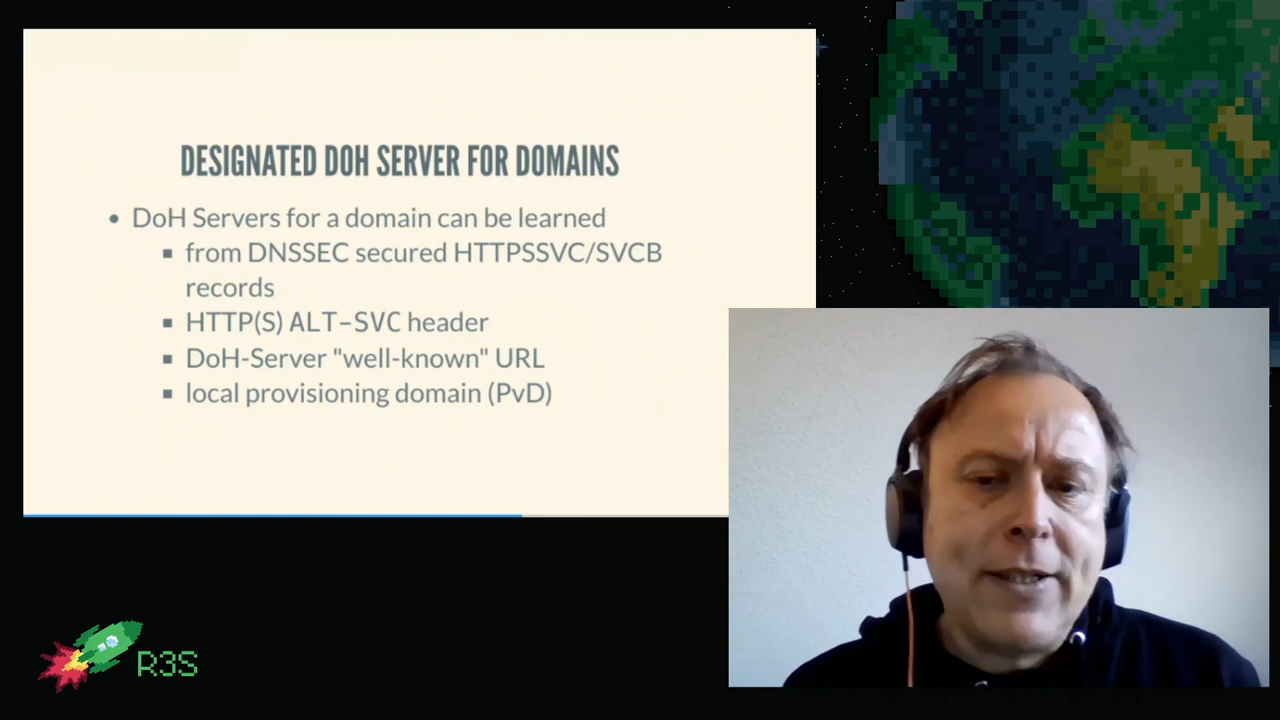 DESIGNATED DOH SERVER FOR DOMAINS
• DoH Servers for a domain can be learned
▪ from DNSSEC secured HTTPSSVC/SVCB
records
▪ HTTP(S) ALT-SVC header
▪ DoH-Server "well-known" URL
▪ local provisioning domain (PvD)
R3S